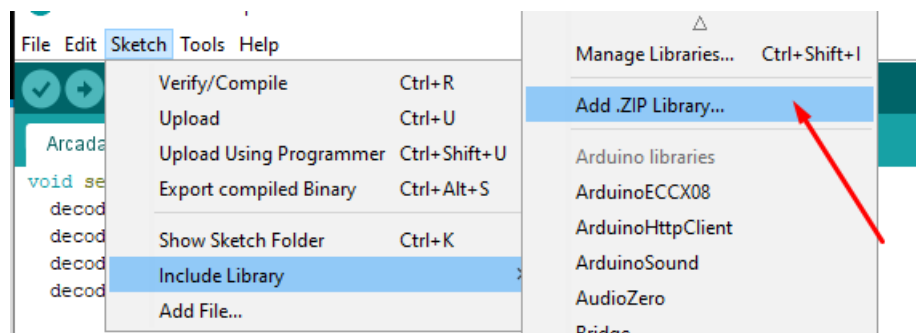 File Edit Sketch Tools Help
Verify/Compile Ctrl+R
Upload Ctrl+U
Upload Using Programmer Ctrl+Shift+U
Export compiled Binary Ctrl+Alt+S
Show Sketch Folder Ctrl+K
Include Library
Add File...
Manage Libraries... Ctrl+Shift+I
Add .ZIP Library...
Arduino libraries
ArduinoECCX08
ArduinoHttpClient
ArduinoSound
AudioZero
Bridge
Arcada
void se
decod
decod
decod
decod